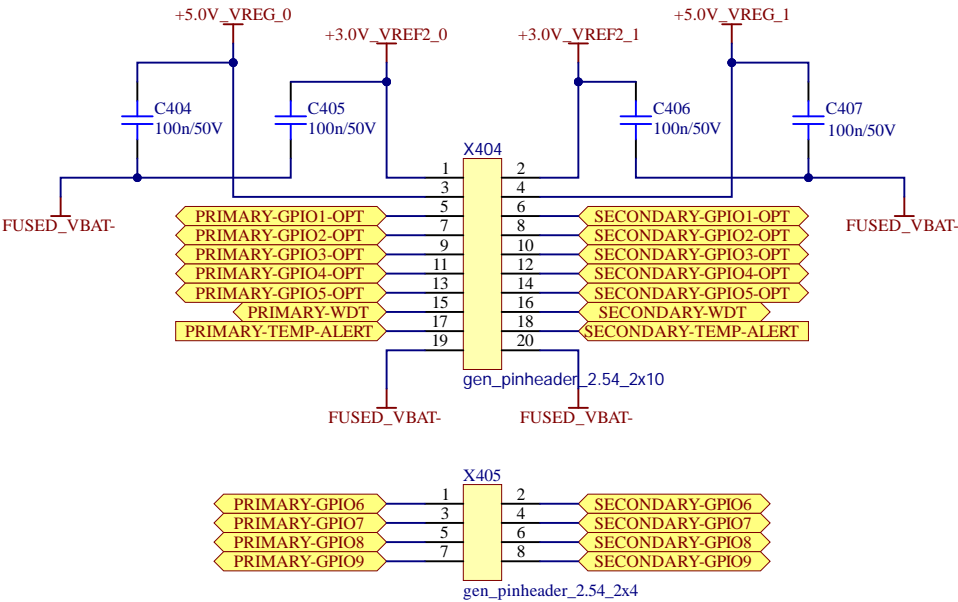 +5.0V_VREG_0
+5.0V_VREG_1
+3.0V_VREF2_0
+3.0V_VREF2_1
C404
100n/50V
C405
100n/50V
C406
100n/50V
C407
100n/50V
X404
1 2
3 4
FUSED_VBAT-
FUSED_VBAT-
PRIMARY-GPIO1-OPT 5 6 SECONDARY-GPIO1-OPT
PRIMARY-GPIO2-OPT 7 8 SECONDARY-GPIO2-OPT
PRIMARY-GPIO3-OPT 9 10 SECONDARY-GPIO3-OPT
PRIMARY-GPIO4-OPT 11 12 SECONDARY-GPIO4-OPT
PRIMARY-GPIO5-OPT 13 14 SECONDARY-GPIO5-OPT
PRIMARY-WDT 15 16 SECONDARY-WDT
PRIMARY-TEMP-ALERT 17 18 SECONDARY-TEMP-ALERT
19 20
gen_pinheader_2.54_2x10
FUSED_VBAT-
FUSED_VBAT-
X405
PRIMARY-GPIO6 1 2 SECONDARY-GPIO6
PRIMARY-GPIO7 3 4 SECONDARY-GPIO7
PRIMARY-GPIO8 5 6 SECONDARY-GPIO8
PRIMARY-GPIO9 7 8 SECONDARY-GPIO9
gen_pinheader_2.54_2x4